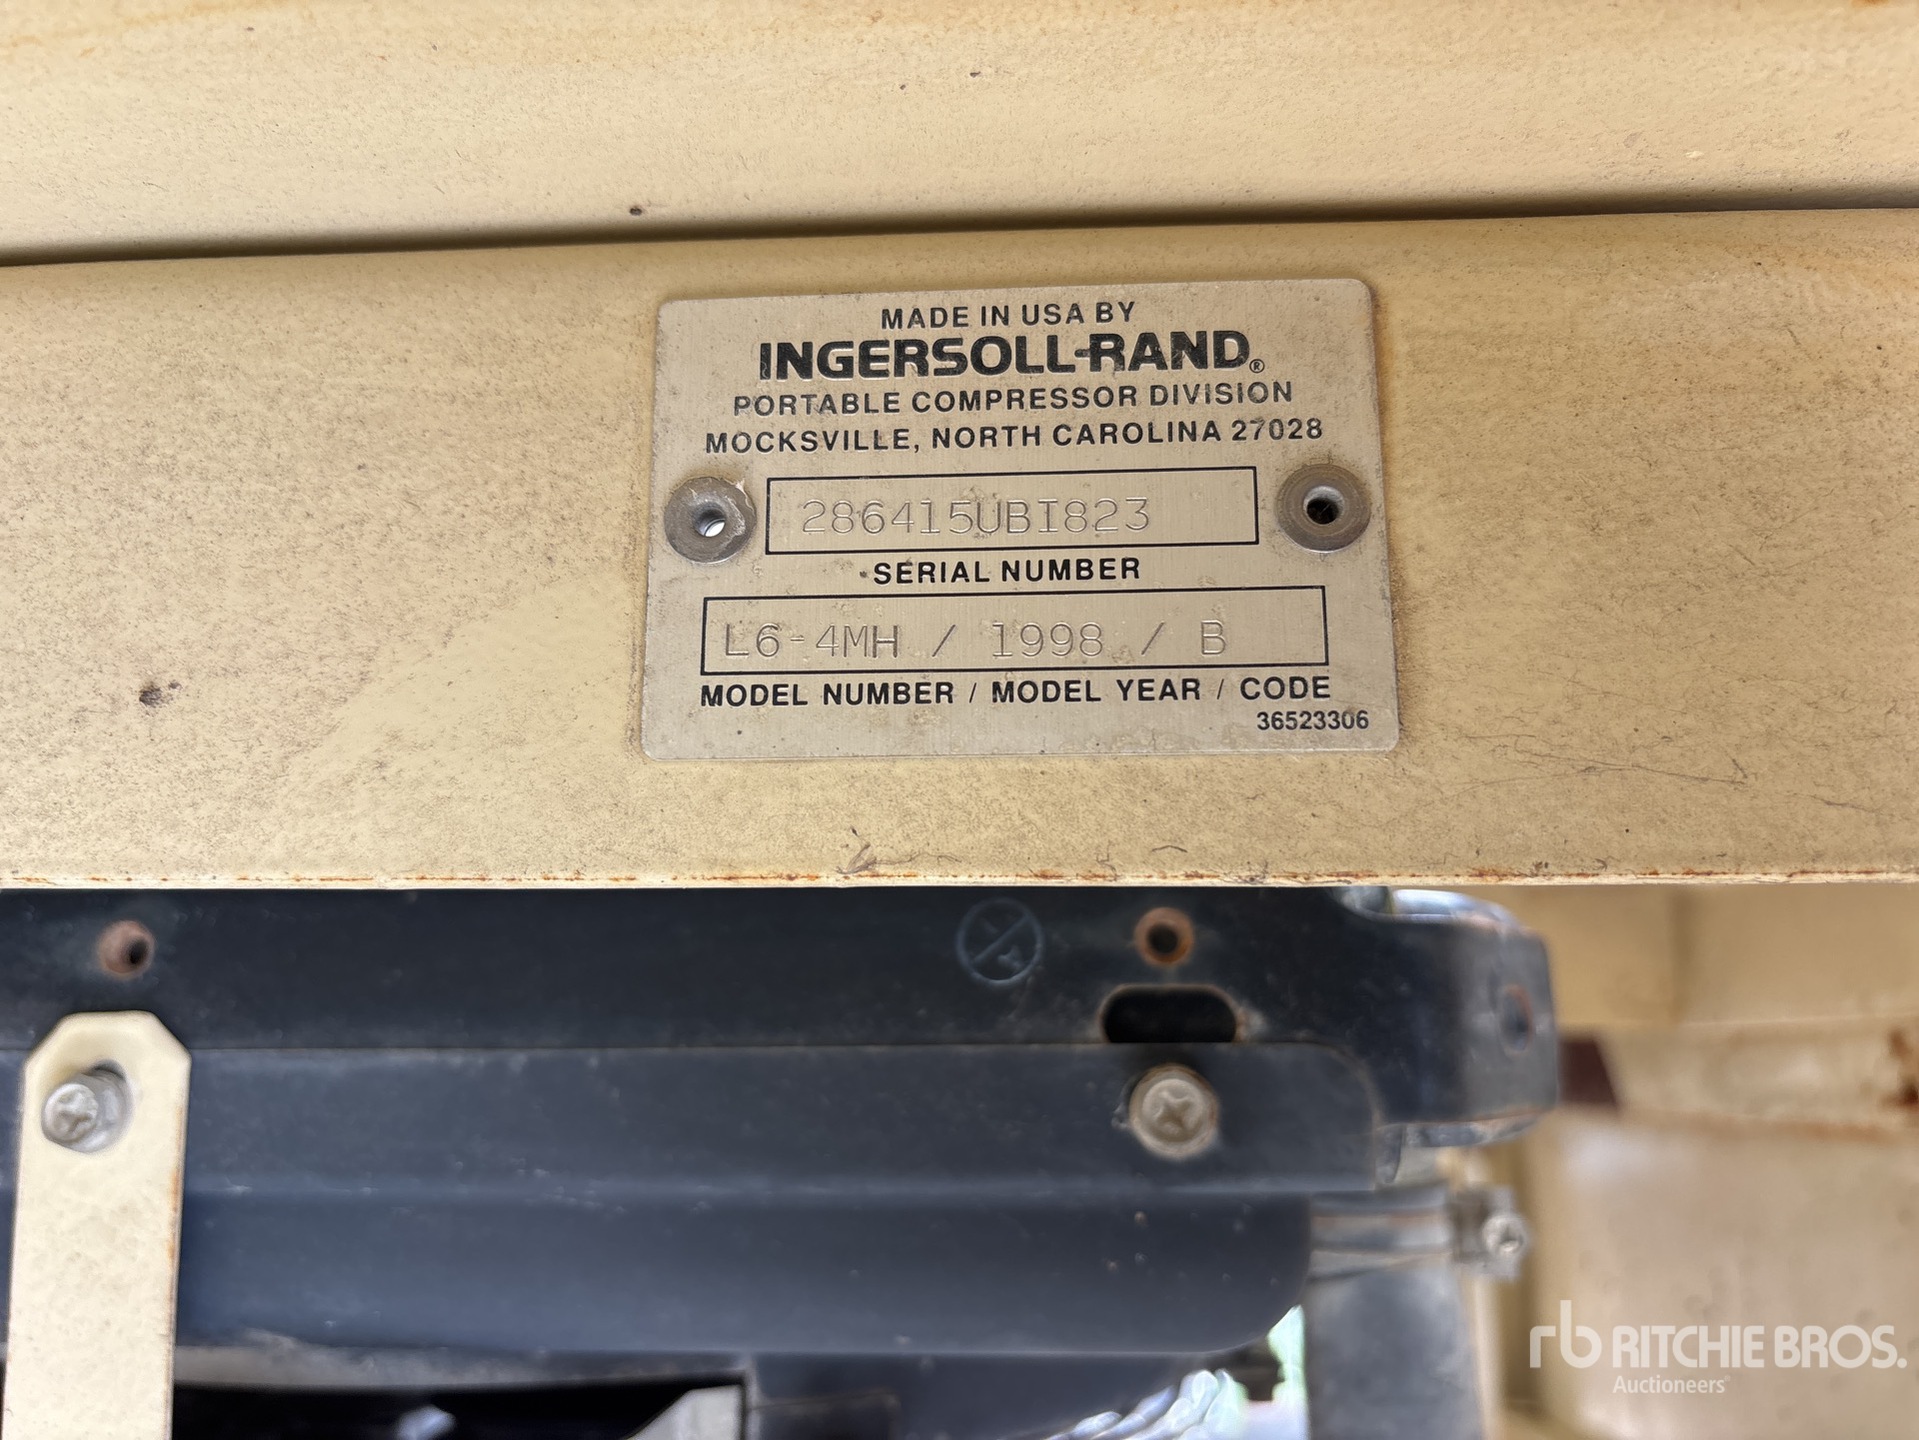 MADE IN USA BY
INGERSOLL-RAND®
PORTABLE COMPRESSOR DIVISION
MOCKSVILLE, NORTH CAROLINA 27028
286415UBI823
SERIAL NUMBER
L6-4MH / 1998 / B
MODEL NUMBER / MODEL YEAR / CODE
36523306
rb RITCHIE BROS.
Auctioneers